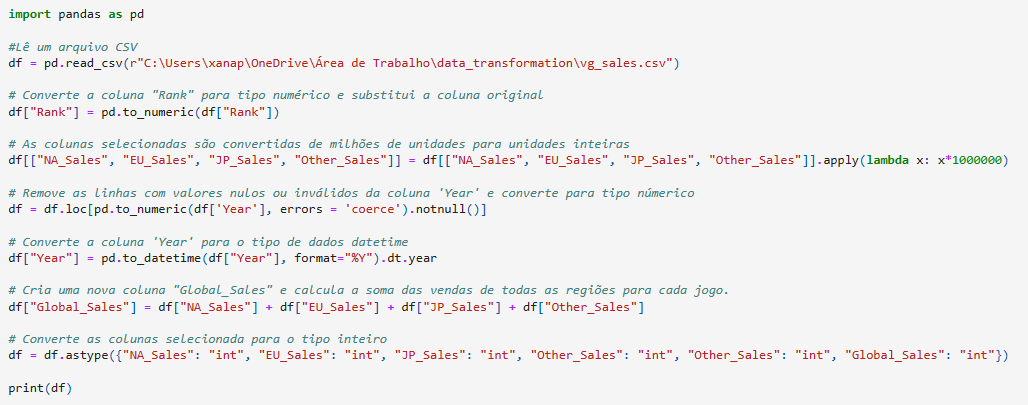 import pandas as pd
#Lê um arquivo CSV
df = pd.read_csv(r"C:\Users\xanap\OneDrive\Área de Trabalho\data_transformation\vg_sales.csv")
# Converte a coluna "Rank" para tipo numérico e substitui a coluna original
df["Rank"] = pd.to_numeric(df["Rank"])
# As colunas selecionadas são convertidas de milhões de unidades para unidades inteiras
df[["NA_Sales", "EU_Sales", "JP_Sales", "Other_Sales"]] = df[["NA_Sales", "EU_Sales", "JP_Sales", "Other_Sales"]].apply(lambda x: x*1000000)
# Remove as linhas com valores nulos ou inválidos da coluna 'Year' e converte para tipo númerico
df = df.loc[pd.to_numeric(df['Year'], errors = 'coerce').notnull()]
# Converte a coluna 'Year' para o tipo de dados datetime
df["Year"] = pd.to_datetime(df["Year"], format="%Y").dt.year
# Cria uma nova coluna "Global_Sales" e calcula a soma das vendas de todas as regiões para cada jogo.
df["Global_Sales"] = df["NA_Sales"] + df["EU_Sales"] + df["JP_Sales"] + df["Other_Sales"]
# Converte as colunas selecionada para o tipo inteiro
df = df.astype({"NA_Sales": "int", "EU_Sales": "int", "JP_Sales": "int", "Other_Sales": "int", "Other_Sales": "int", "Global_Sales": "int"})
print(df)